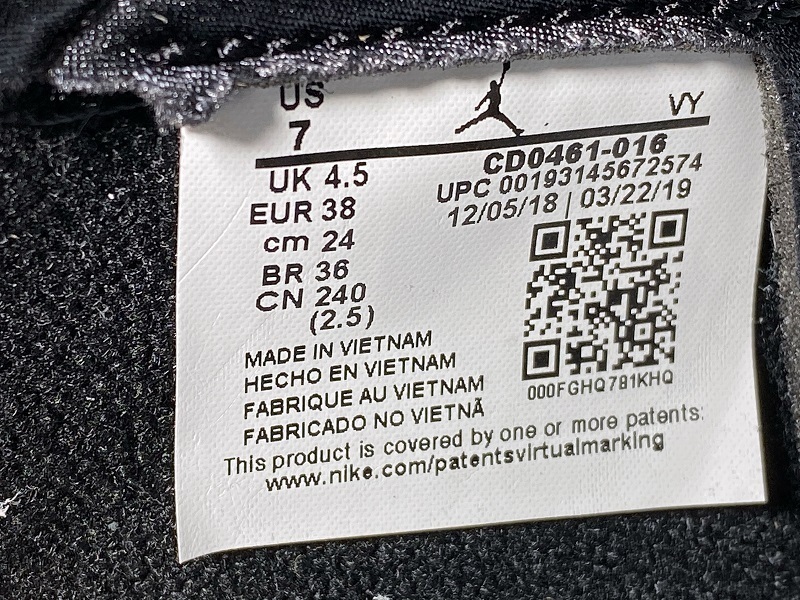 US
7
VY
UK 4.5
EUR 38
cm 24
BR 36
CN 240
(2.5)
CD0461-016
UPC 00193145672574
12/05/18 | 03/22/19
000FGHQ781KHQ
MADE IN VIETNAM
HECHO EN VIETNAM
FABRIQUE AU VIETNAM
FABRICADO NO VIETNÃ
This product is covered by one or more patents:
www.nike.com/patentsvirtualmarking